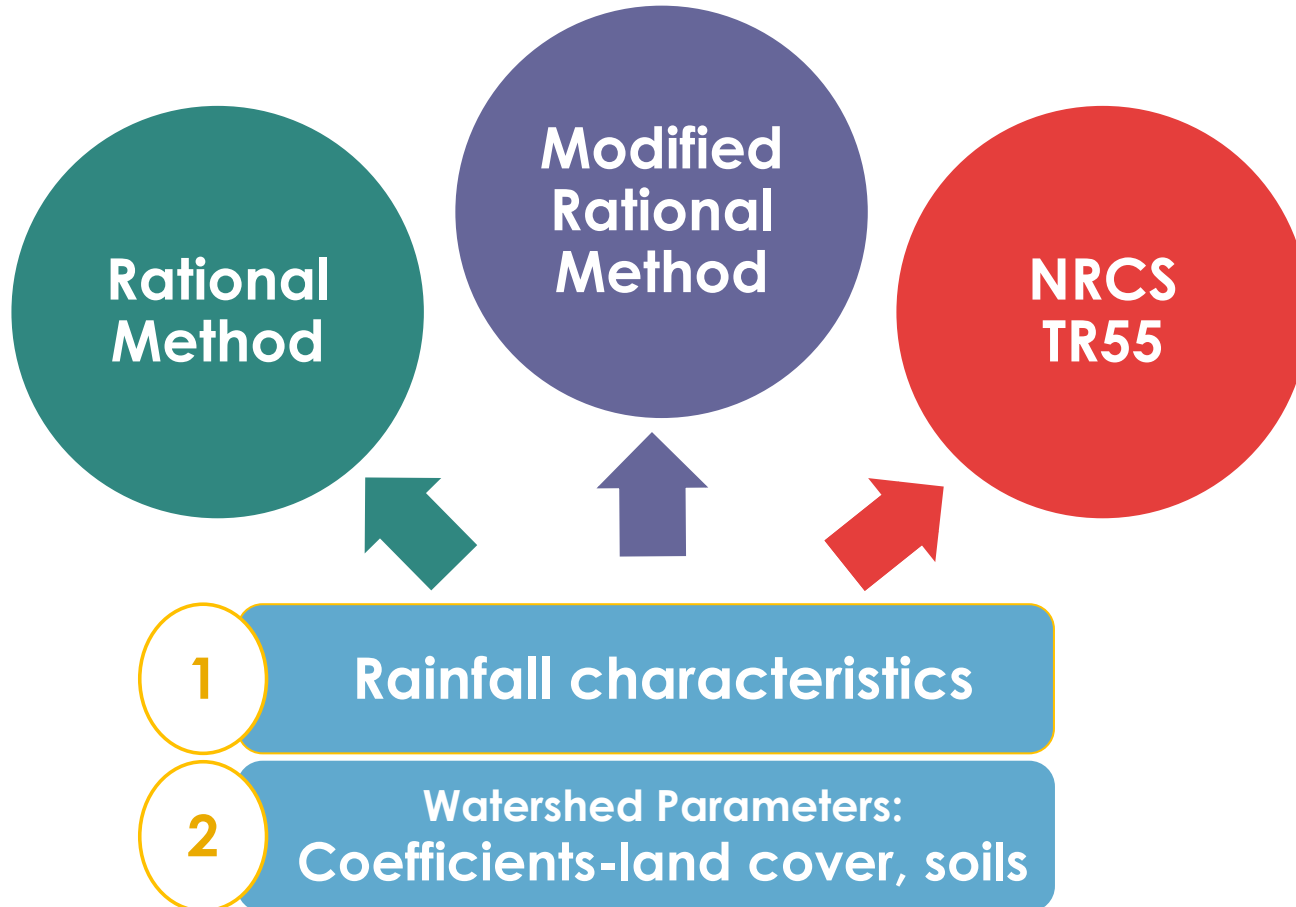 Rational
Method
Modified
Rational
Method
NRCS
TR55
1
Rainfall characteristics
2
Watershed Parameters:
Coefficients-land cover, soils